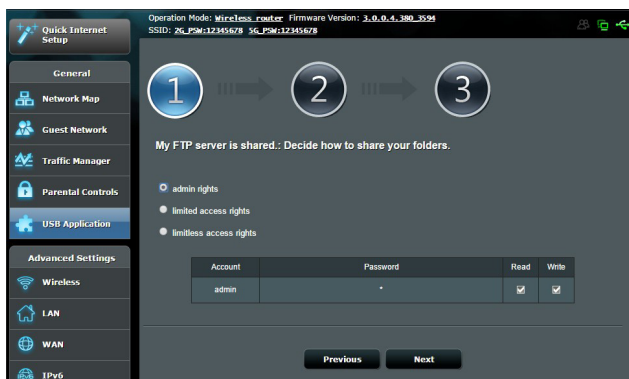 Quick Internet
Setup
Operation Mode: Wireless router Firmware Version: 3.0.0.4.380_3594
SSID: 2G_PSW:12345678 5G_PSW:12345678
General
Network Map
Guest Network
Traffic Manager
Parental Controls
USB Application
Advanced Settings
Wireless
LAN
WAN
IPv6
1 2 3
My FTP server is shared.: Decide how to share your folders.
admin rights
limited access rights
limitless access rights
Account Password Read Write
admin *
Previous Next